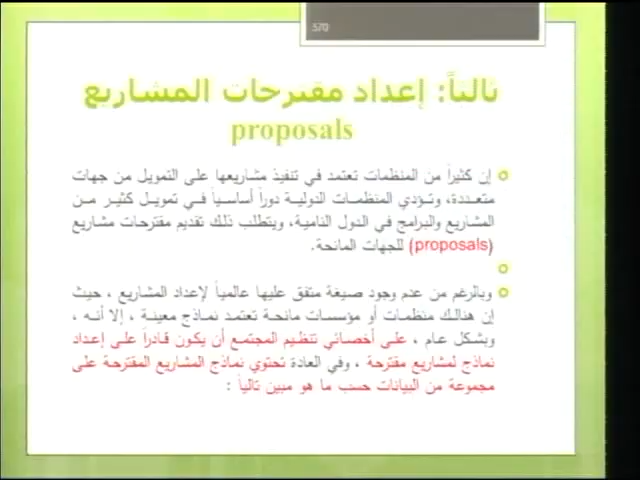 370
ثالثاً: إعداد مقترحات المشاريع
proposals
إن كثيراً من المنظمات تعتمد في تنفيذ مشاريعها على التمويل من جهات
متعددة، وتؤدي المنظمات الدولية دوراً أساسياً في تمويل كثير من
المشاريع والبرامج في الدول النامية، ويتطلب ذلك تقديم مقترحات مشاريع
(proposals) للجهات المانحة.
وبالرغم من عدم وجود صيغة متفق عليها عالمياً لإعداد المشاريع ، حيث
إن هنالك منظمات أو مؤسسات مانحة تعتمد نماذج معينة ، إلا أنه ،
وبشكل عام ، على أخصائي تنظيم المجتمع أن يكون قادراً على إعداد
نماذج لمشاريع مقترحة ، وفي العادة تحتوي نماذج المشاريع المقترحة على
مجموعة من البيانات حسب ما هو مبين تالياً :